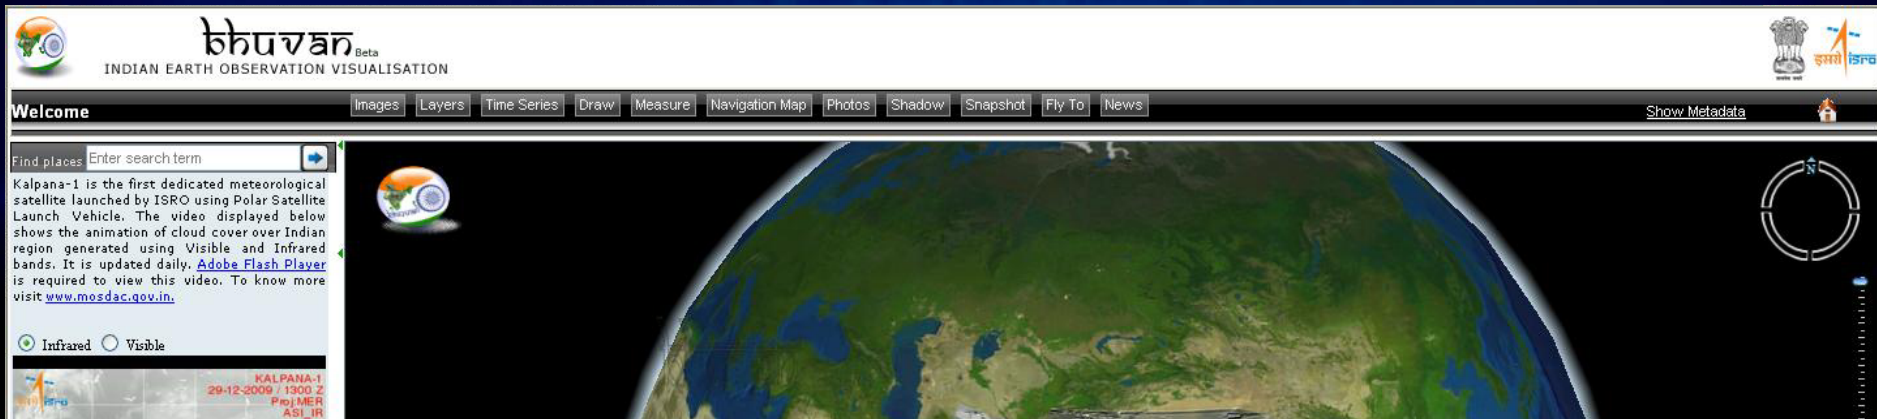 bhuvan Beta
INDIAN EARTH OBSERVATION VISUALISATION
इसरो isro
Welcome
Images Layers Time Series Draw Measure Navigation Map Photos Shadow Snapshot Fly To News
Show Metadata
Find places Enter search term
Kalpana-1 is the first dedicated meteorological
satellite launched by ISRO using Polar Satellite
Launch Vehicle. The video displayed below
shows the animation of cloud cover over Indian
region generated using Visible and Infrared
bands. It is updated daily. Adobe Flash Player
is required to view this video. To know more
visit www.mosdac.gov.in.
Infrared Visible
KALPANA-1
29-12-2009 / 1300 Z
Proj:MER
ASI_IR
इसरो isro
bhuvan
N